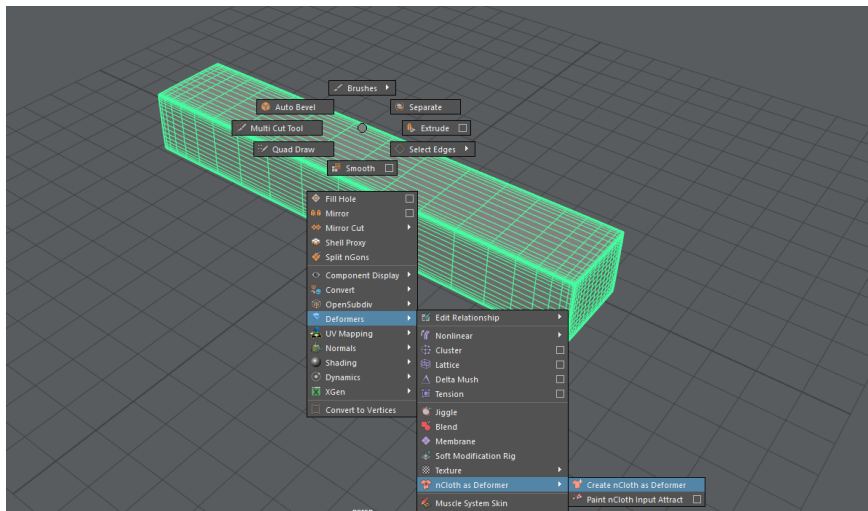 Brushes
Auto Bevel
Separate
Multi Cut Tool
Extrude
Quad Draw
Select Edges
Smooth
Fill Hole
Mirror
Mirror Cut
Shell Proxy
Split nGons
Component Display
Convert
OpenSubdiv
Deformers
UV Mapping
Normals
Shading
Dynamics
XGen
Convert to Vertices
Edit Relationship
Nonlinear
Cluster
Lattice
Delta Mush
Tension
Jiggle
Blend
Membrane
Soft Modification Rig
Texture
nCloth as Deformer
Muscle System Skin
Create nCloth as Deformer
Paint nCloth Input Attract